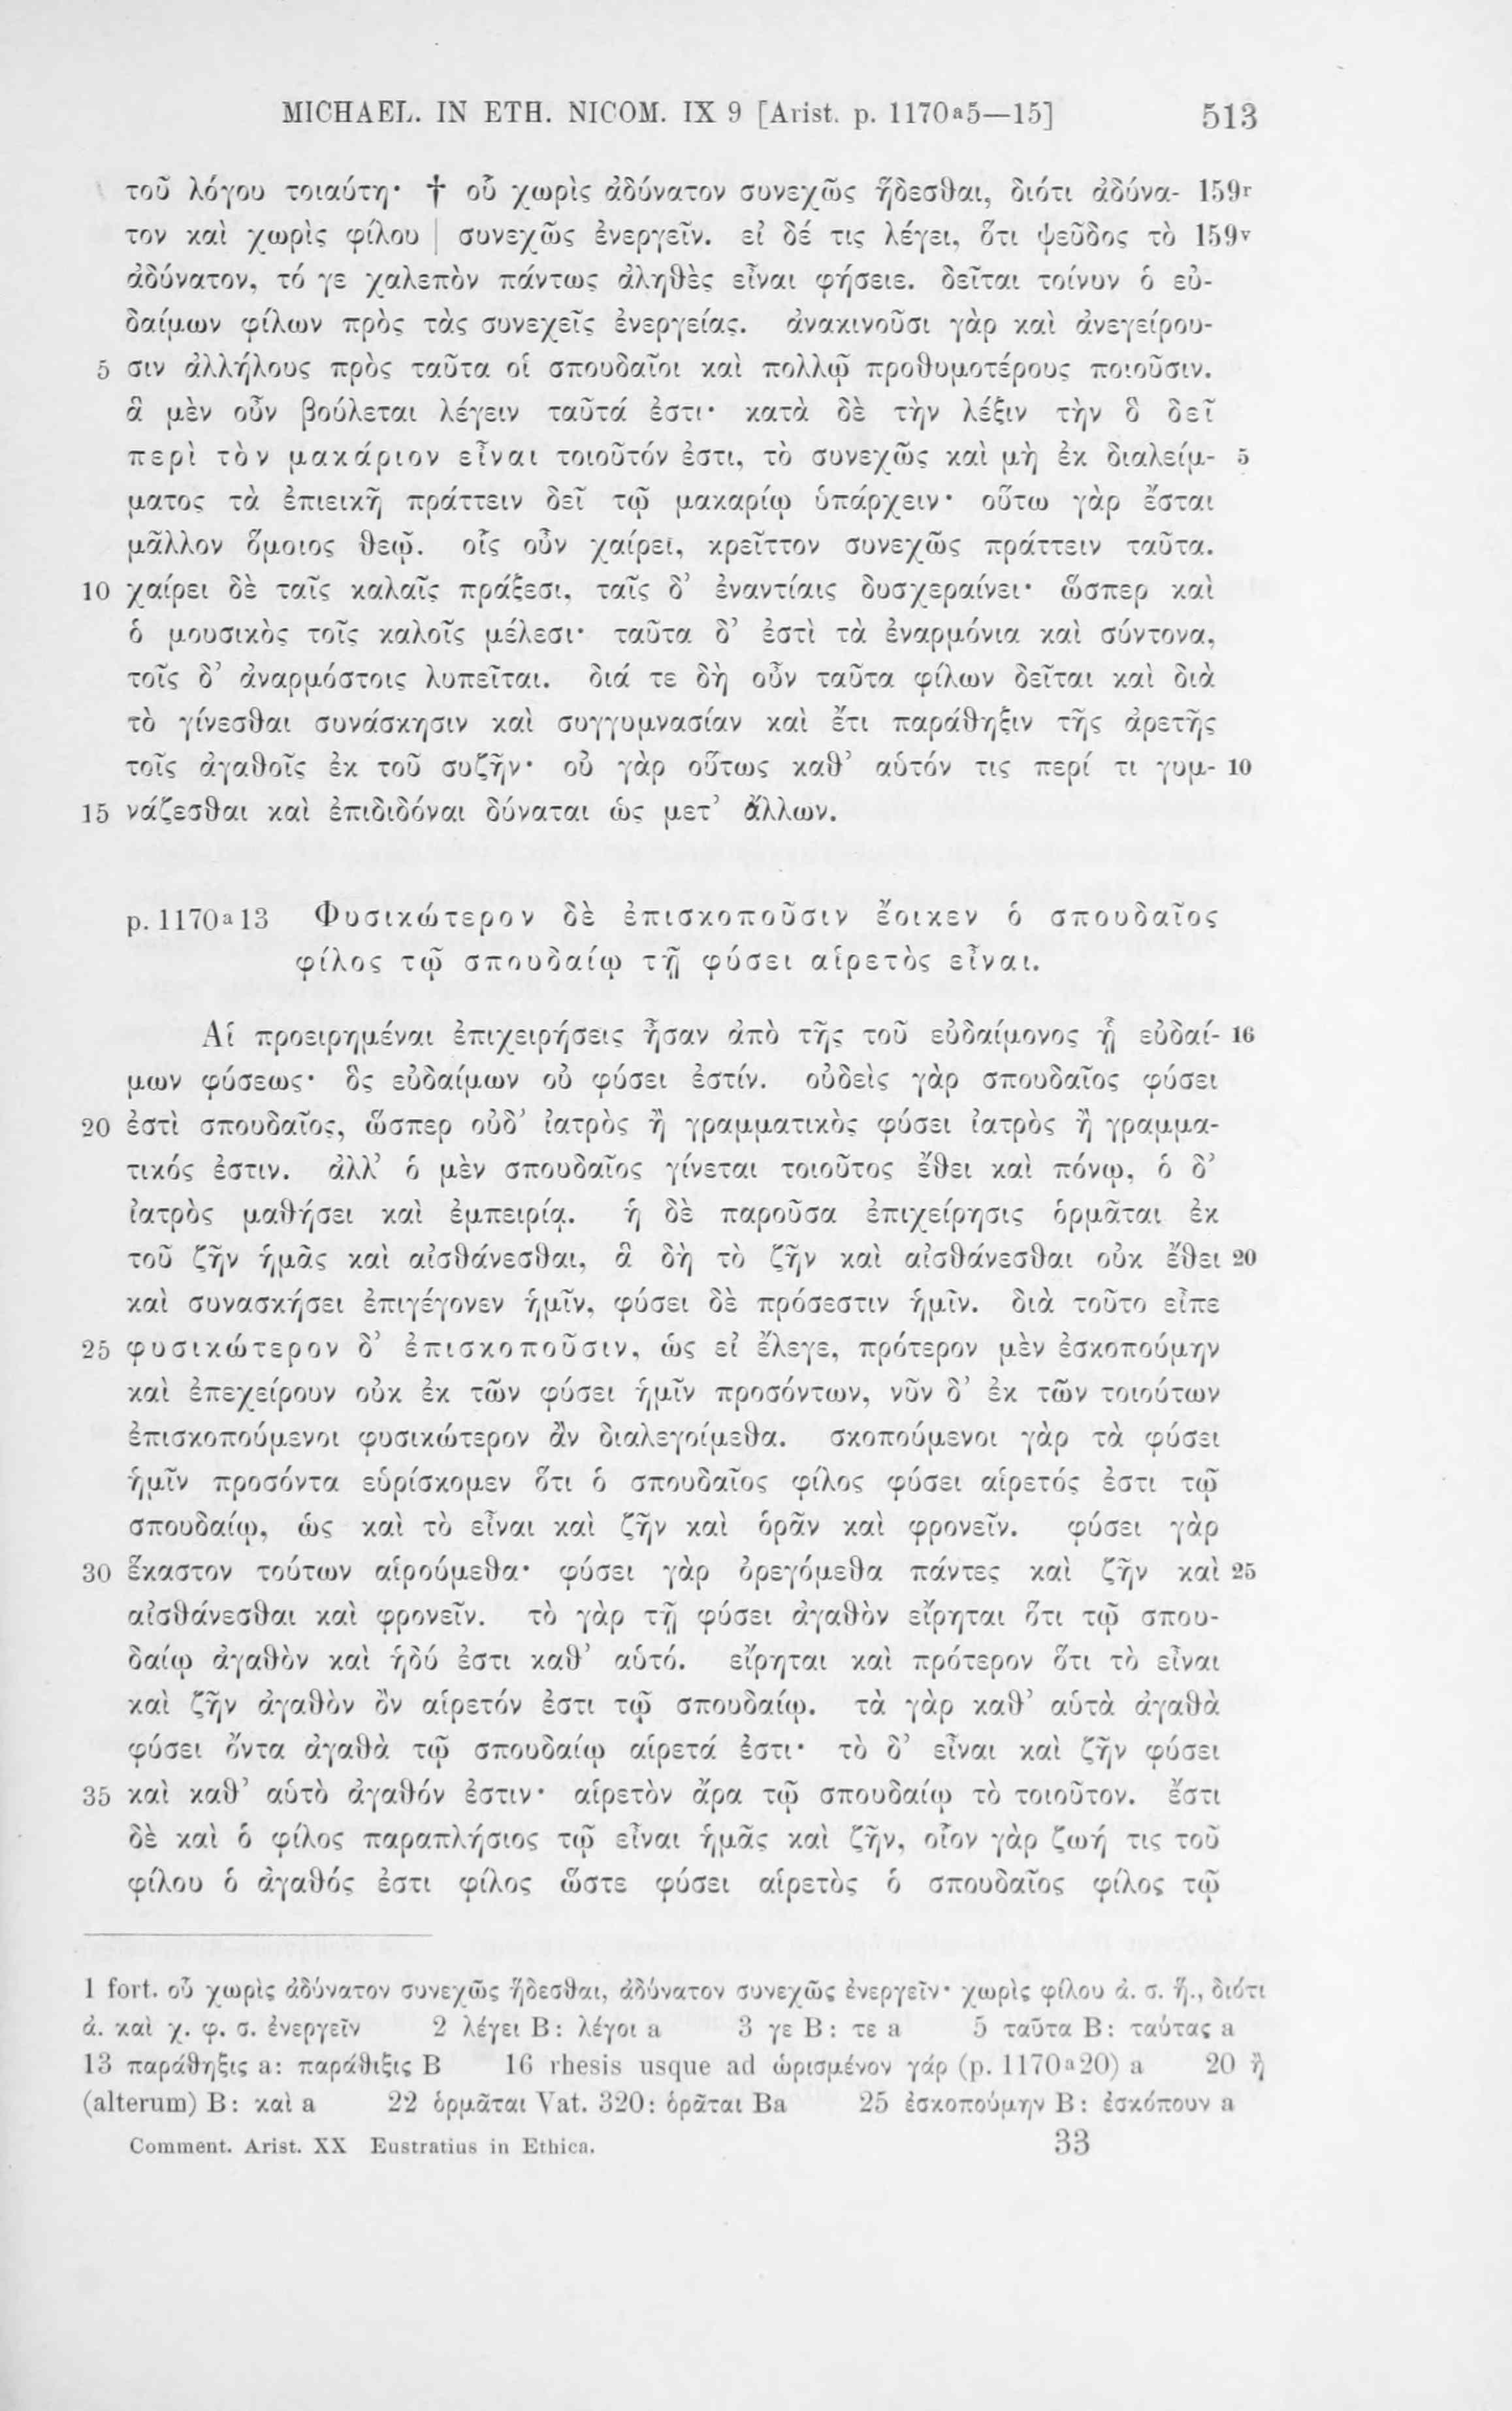 MICHAEL. IN ETH. NICOM. IX 9 [Arist. p. 1170ᵃ5—15] 513
τοῦ λόγου τοιαύτη· † οὗ χωρὶς ἀδύνατον συνεχῶς ἥδεσθαι, διότι ἀδύνα- 159ʳ
τον καὶ χωρὶς φίλου | συνεχῶς ἐνεργεῖν. εἰ δέ τις λέγει, ὅτι ψεῦδος τὸ 159ᵛ
ἀδύνατον, τό γε χαλεπὸν πάντως ἀληθὲς εἶναι φήσειε. δεῖται τοίνυν ὁ εὐ-
δαίμων φίλων πρὸς τὰς συνεχεῖς ἐνεργείας. ἀνακινοῦσι γὰρ καὶ ἀνεγείρου-
5 σιν ἀλλήλους πρὸς ταῦτα οἱ σπουδαῖοι καὶ πολλῷ προθυμοτέρους ποιοῦσιν.
ἃ μὲν οὖν βούλεται λέγειν ταῦτά ἐστι· κατὰ δὲ τὴν λέξιν τὴν ὃ δεῖ
περὶ τὸν μακάριον εἶναι τοιοῦτόν ἐστι, τὸ συνεχῶς καὶ μὴ ἐκ διαλείμ- 5
ματος τὰ ἐπιεικῆ πράττειν δεῖ τῷ μακαρίῳ ὑπάρχειν· οὕτω γὰρ ἔσται
μᾶλλον ὅμοιος θεῷ. οἷς οὖν χαίρει, κρεῖττον συνεχῶς πράττειν ταῦτα.
10 χαίρει δὲ ταῖς καλαῖς πράξεσι, ταῖς δ’ ἐναντίαις δυσχεραίνει· ὥσπερ καὶ
ὁ μουσικὸς τοῖς καλοῖς μέλεσι· ταῦτα δ’ ἐστὶ τὰ ἐναρμόνια καὶ σύντονα,
τοῖς δ’ ἀναρμόστοις λυπεῖται. διά τε δὴ οὖν ταῦτα φίλων δεῖται καὶ διὰ
τὸ γίνεσθαι συνάσκησιν καὶ συγγυμνασίαν καὶ ἔτι παράθηξιν τῆς ἀρετῆς
τοῖς ἀγαθοῖς ἐκ τοῦ συζῆν· οὐ γὰρ οὕτως καθ’ αὑτόν τις περί τι γυμ- 10
15 νάζεσθαι καὶ ἐπιδιδόναι δύναται ὡς μετ’ ἄλλων.
p. 1170ᵃ13 Φυσικώτερον δὲ ἐπισκοποῦσιν ἔοικεν ὁ σπουδαῖος
φίλος τῷ σπουδαίῳ τῇ φύσει αἱρετὸς εἶναι.
Αἱ προειρημέναι ἐπιχειρήσεις ἦσαν ἀπὸ τῆς τοῦ εὐδαίμονος ᾗ εὐδαί- 16
μων φύσεως· ὃς εὐδαίμων οὐ φύσει ἐστίν. οὐδεὶς γὰρ σπουδαῖος φύσει
20 ἐστὶ σπουδαῖος, ὥσπερ οὐδ’ ἰατρὸς ἢ γραμματικὸς φύσει ἰατρὸς ἢ γραμμα-
τικός ἐστιν. ἀλλ’ ὁ μὲν σπουδαῖος γίνεται τοιοῦτος ἔθει καὶ πόνῳ, ὁ δ’
ἰατρὸς μαθήσει καὶ ἐμπειρίᾳ. ἡ δὲ παροῦσα ἐπιχείρησις ὁρμᾶται ἐκ
τοῦ ζῆν ἡμᾶς καὶ αἰσθάνεσθαι, ἃ δὴ τὸ ζῆν καὶ αἰσθάνεσθαι οὐκ ἔθει 20
καὶ συνασκήσει ἐπιγέγονεν ἡμῖν, φύσει δὲ πρόσεστιν ἡμῖν. διὰ τοῦτο εἶπε
25 φυσικώτερον δ’ ἐπισκοποῦσιν, ὡς εἰ ἔλεγε, πρότερον μὲν ἐσκοπούμην
καὶ ἐπεχείρουν οὐκ ἐκ τῶν φύσει ἡμῖν προσόντων, νῦν δ’ ἐκ τῶν τοιούτων
ἐπισκοπούμενοι φυσικώτερον ἂν διαλεγοίμεθα. σκοπούμενοι γὰρ τὰ φύσει
ἡμῖν προσόντα εὑρίσκομεν ὅτι ὁ σπουδαῖος φίλος φύσει αἱρετός ἐστι τῷ
σπουδαίῳ, ὡς καὶ τὸ εἶναι καὶ ζῆν καὶ ὁρᾶν καὶ φρονεῖν. φύσει γὰρ
30 ἕκαστον τούτων αἱρούμεθα· φύσει γὰρ ὀρεγόμεθα πάντες καὶ ζῆν καὶ 25
αἰσθάνεσθαι καὶ φρονεῖν. τὸ γὰρ τῇ φύσει ἀγαθὸν εἴρηται ὅτι τῷ σπου-
δαίῳ ἀγαθὸν καὶ ἡδύ ἐστι καθ’ αὑτό. εἴρηται καὶ πρότερον ὅτι τὸ εἶναι
καὶ ζῆν ἀγαθὸν ὂν αἱρετόν ἐστι τῷ σπουδαίῳ. τὰ γὰρ καθ’ αὑτὰ ἀγαθὰ
φύσει ὄντα ἀγαθὰ τῷ σπουδαίῳ αἱρετά ἐστι· τὸ δ’ εἶναι καὶ ζῆν φύσει
35 καὶ καθ’ αὑτὸ ἀγαθόν ἐστιν· αἱρετὸν ἄρα τῷ σπουδαίῳ τὸ τοιοῦτον. ἔστι
δὲ καὶ ὁ φίλος παραπλήσιος τῷ εἶναι ἡμᾶς καὶ ζῆν, οἷον γὰρ ζωή τις τοῦ
φίλου ὁ ἀγαθός ἐστι φίλος ὥστε φύσει αἱρετὸς ὁ σπουδαῖος φίλος τῷ
1 fort. οὗ χωρὶς ἀδύνατον συνεχῶς ἥδεσθαι, ἀδύνατον συνεχῶς ἐνεργεῖν· χωρὶς φίλου ἀ. σ. ἥ., διότι
ἀ. καὶ χ. φ. σ. ἐνεργεῖν 2 λέγει B: λέγοι a 3 γε B: τε a 5 ταῦτα B: ταύτας a
13 παράθηξις a: παράθιξις B 16 rhesis usque ad ὡρισμένον γάρ (p. 1170ᵃ20) a 20 ἢ
(alterum) B: καὶ a 22 ὁρμᾶται Vat. 320: ὁρᾶται Ba 25 ἐσκοπούμην B: ἐσκόπουν a
Comment. Arist. XX Eustratius in Ethica. 33